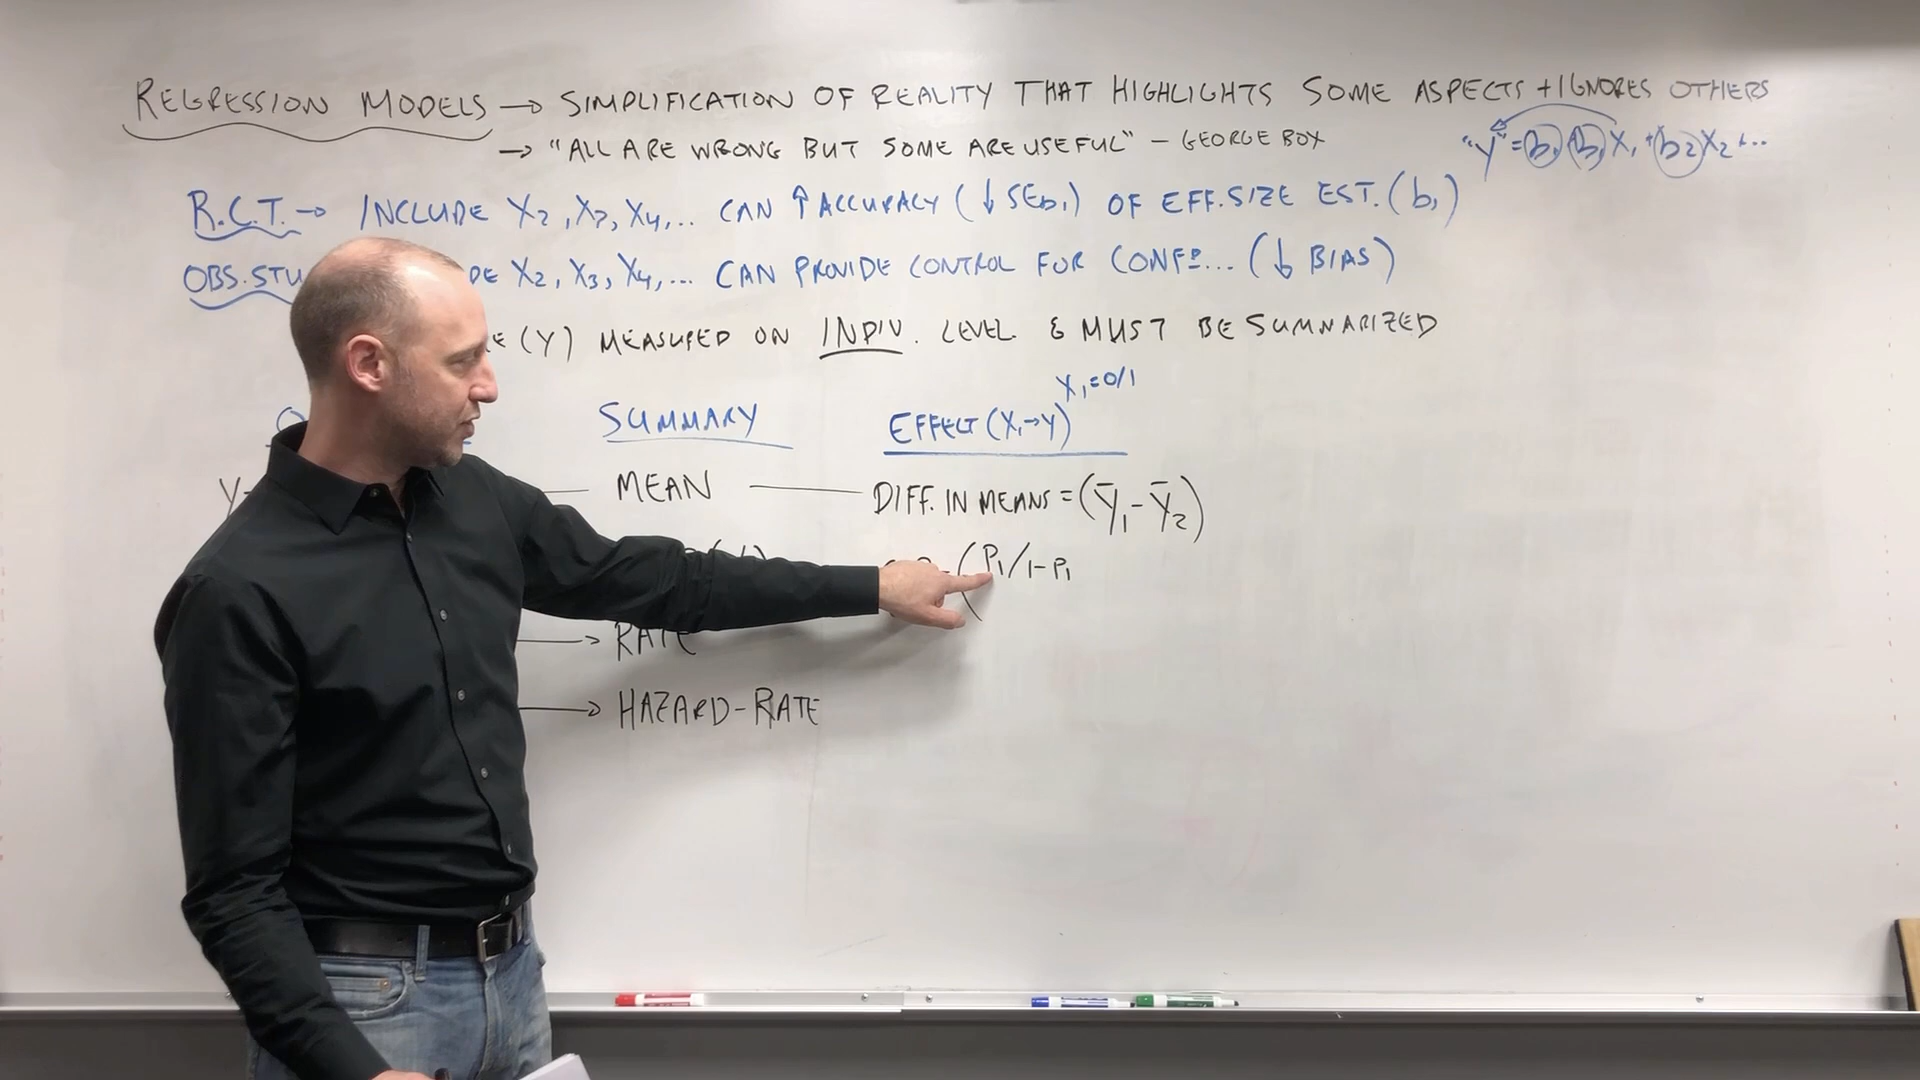 REGRESSION MODELS → SIMPLIFICATION OF REALITY THAT HIGHLIGHTS SOME ASPECTS + IGNORES OTHERS
→ "ALL ARE WRONG BUT SOME ARE USEFUL" - GEORGE BOX
"Y" = b₀ + b₁X₁ + b₂X₂ + ...
R.C.T. → INCLUDE X₂, X₃, X₄,... CAN ↑ ACCURACY (↓ SEb₁) OF EFF. SIZE EST. (b₁)
OBS. STU DE X₂, X₃, X₄,... CAN PROVIDE CONTROL FOR CONFD... (↓ BIAS)
E (Y) MEASURED ON INDIV. LEVEL & MUST BE SUMMARIZED
X₁=0/1
SUMMARY EFFECT (X₁→Y)
Y MEAN — DIFF. IN MEANS = (Ȳ₁ - Ȳ₂)
(P₁/1-P₁
→ RATE
→ HAZARD-RATE